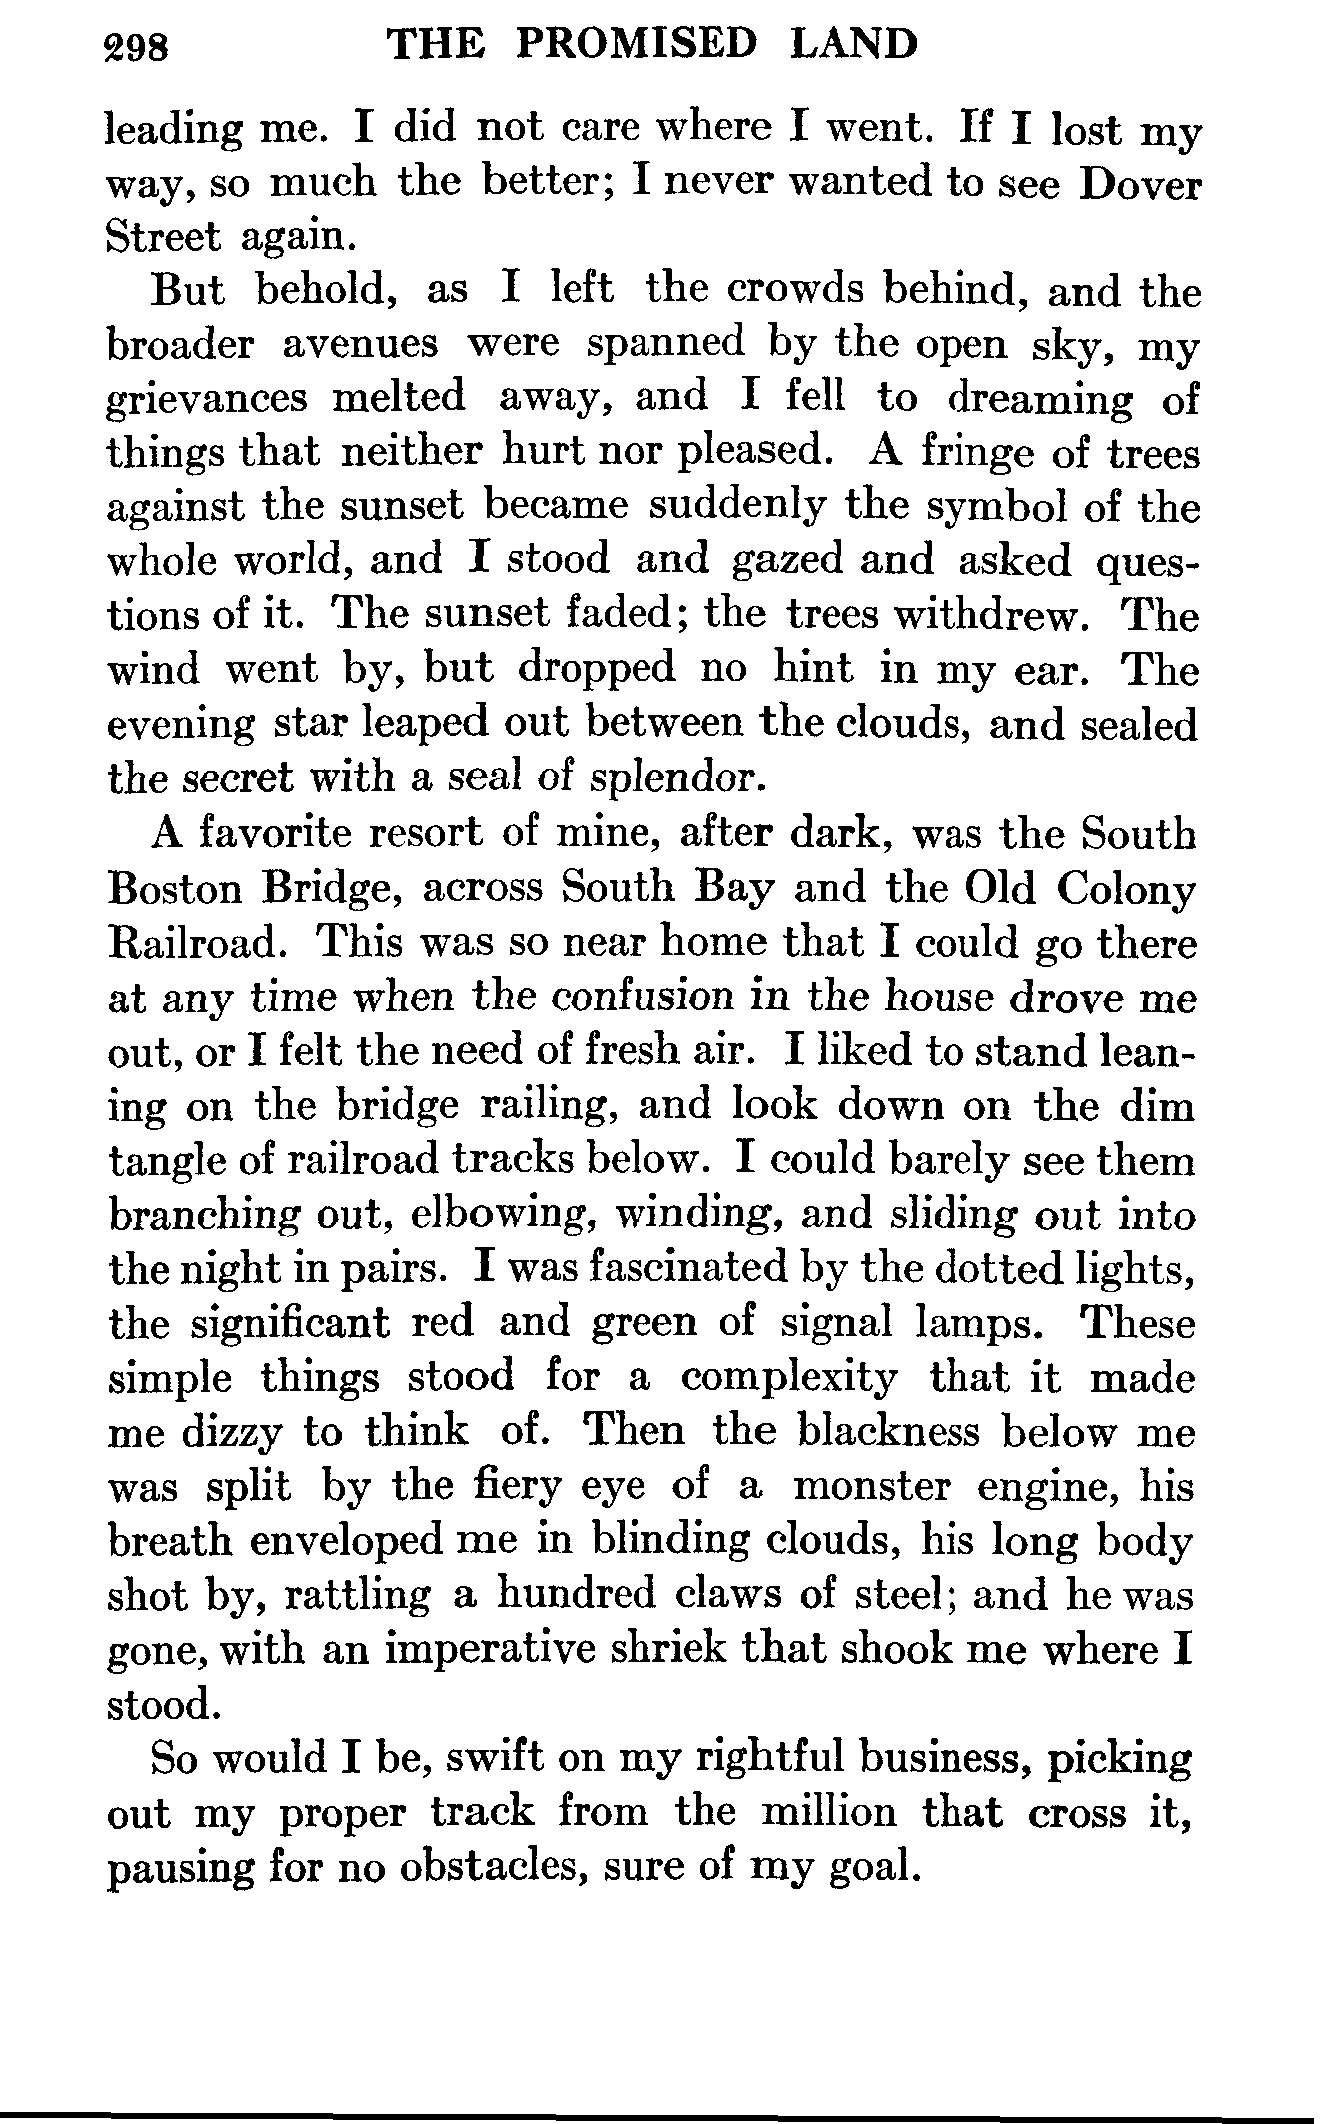 298 THE PROMISED LAND
leading me. I did not care where I went. If I lost my
way, so much the better; I never wanted to see Dover
Street again.
But behold, as I left the crowds behind, and the
broader avenues were spanned by the open sky, my
grievances melted away, and I fell to dreaming of
things that neither hurt nor pleased. A fringe of trees
against the sunset became suddenly the symbol of the
whole world, and I stood and gazed and asked ques-
tions of it. The sunset faded; the trees withdrew. The
wind went by, but dropped no hint in my ear. The
evening star leaped out between the clouds, and sealed
the secret with a seal of splendor.
A favorite resort of mine, after dark, was the South
Boston Bridge, across South Bay and the Old Colony
Railroad. This was so near home that I could go there
at any time when the confusion in the house drove me
out, or I felt the need of fresh air. I liked to stand lean-
ing on the bridge railing, and look down on the dim
tangle of railroad tracks below. I could barely see them
branching out, elbowing, winding, and sliding out into
the night in pairs. I was fascinated by the dotted lights,
the significant red and green of signal lamps. These
simple things stood for a complexity that it made
me dizzy to think of. Then the blackness below me
was split by the fiery eye of a monster engine, his
breath enveloped me in blinding clouds, his long body
shot by, rattling a hundred claws of steel; and he was
gone, with an imperative shriek that shook me where I
stood.
So would I be, swift on my rightful business, picking
out my proper track from the million that cross it,
pausing for no obstacles, sure of my goal.